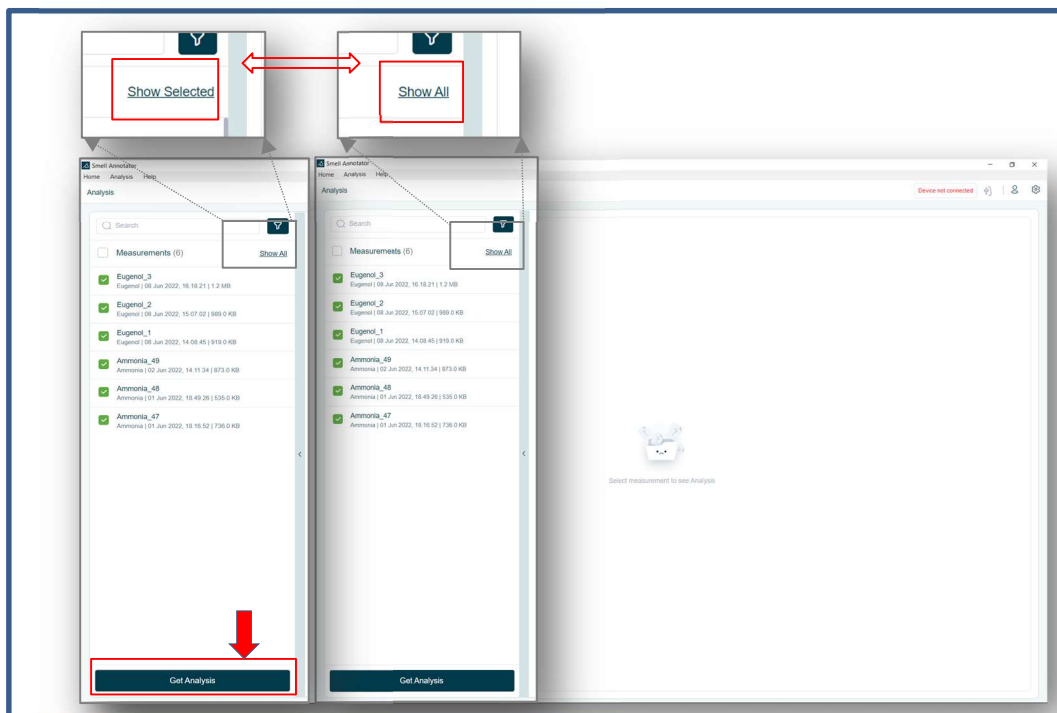 Show Selected
Show All
Smell Annotator
Home Analysis Help
Analysis
Search
Measurements (6) Show All
Eugenol_3
Eugenol | 08 Jun 2022, 16.18.21 | 1.2 MB
Eugenol_2
Eugenol | 08 Jun 2022, 15.07.02 | 989.0 KB
Eugenol_1
Eugenol | 08 Jun 2022, 14.08.45 | 919.0 KB
Ammonia_49
Ammonia | 02 Jun 2022, 14.11.34 | 873.0 KB
Ammonia_48
Ammonia | 01 Jun 2022, 18.49.26 | 535.0 KB
Ammonia_47
Ammonia | 01 Jun 2022, 18.16.52 | 736.0 KB
Get Analysis
Smell Annotator
Home Analysis Help
Analysis
Device not connected
Search
Measurements (6) Show All
Eugenol_3
Eugenol | 08 Jun 2022, 16.18.21 | 1.2 MB
Eugenol_2
Eugenol | 08 Jun 2022, 15.07.02 | 989.0 KB
Eugenol_1
Eugenol | 08 Jun 2022, 14.08.45 | 919.0 KB
Ammonia_49
Ammonia | 02 Jun 2022, 14.11.34 | 873.0 KB
Ammonia_48
Ammonia | 01 Jun 2022, 18.49.26 | 535.0 KB
Ammonia_47
Ammonia | 01 Jun 2022, 18.16.52 | 736.0 KB
Select measurement to see Analysis
Get Analysis